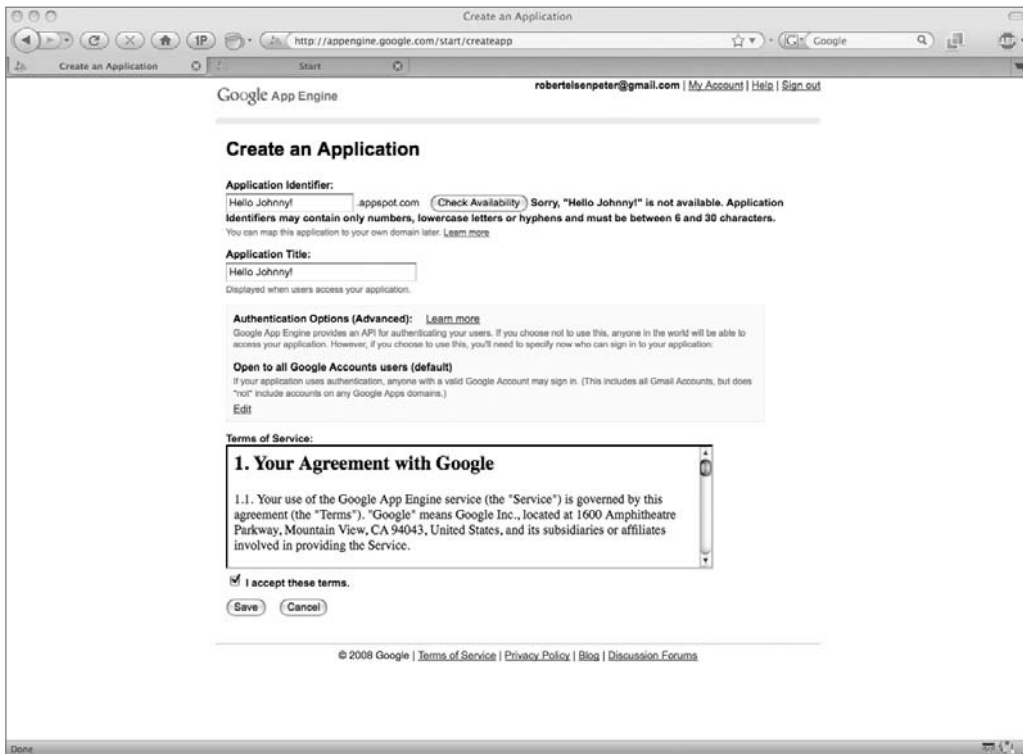 Create an Application
1P
http://appengine.google.com/start/createapp
G
Google
Create an Application
Start
Google App Engine
robertelsenpeter@gmail.com | My Account | Help | Sign out
Create an Application
Application Identifier:
Hello Johnny! .appspot.com Check Availability Sorry, "Hello Johnny!" is not available. Application
Identifiers may contain only numbers, lowercase letters or hyphens and must be between 6 and 30 characters.
You can map this application to your own domain later. Learn more
Application Title:
Hello Johnny!
Displayed when users access your application.
Authentication Options (Advanced): Learn more
Google App Engine provides an API for authenticating your users. If you choose not to use this, anyone in the world will be able to
access your application. However, if you choose to use this, you'll need to specify now who can sign in to your application:
Open to all Google Accounts users (default)
If your application uses authentication, anyone with a valid Google Account may sign in. (This includes all Gmail Accounts, but does
*not* include accounts on any Google Apps domains.)
Edit
Terms of Service:
1. Your Agreement with Google
1.1. Your use of the Google App Engine service (the "Service") is governed by this
agreement (the "Terms"). "Google" means Google Inc., located at 1600 Amphitheatre
Parkway, Mountain View, CA 94043, United States, and its subsidiaries or affiliates
involved in providing the Service.
I accept these terms.
Save Cancel
© 2008 Google | Terms of Service | Privacy Policy | Blog | Discussion Forums
Done